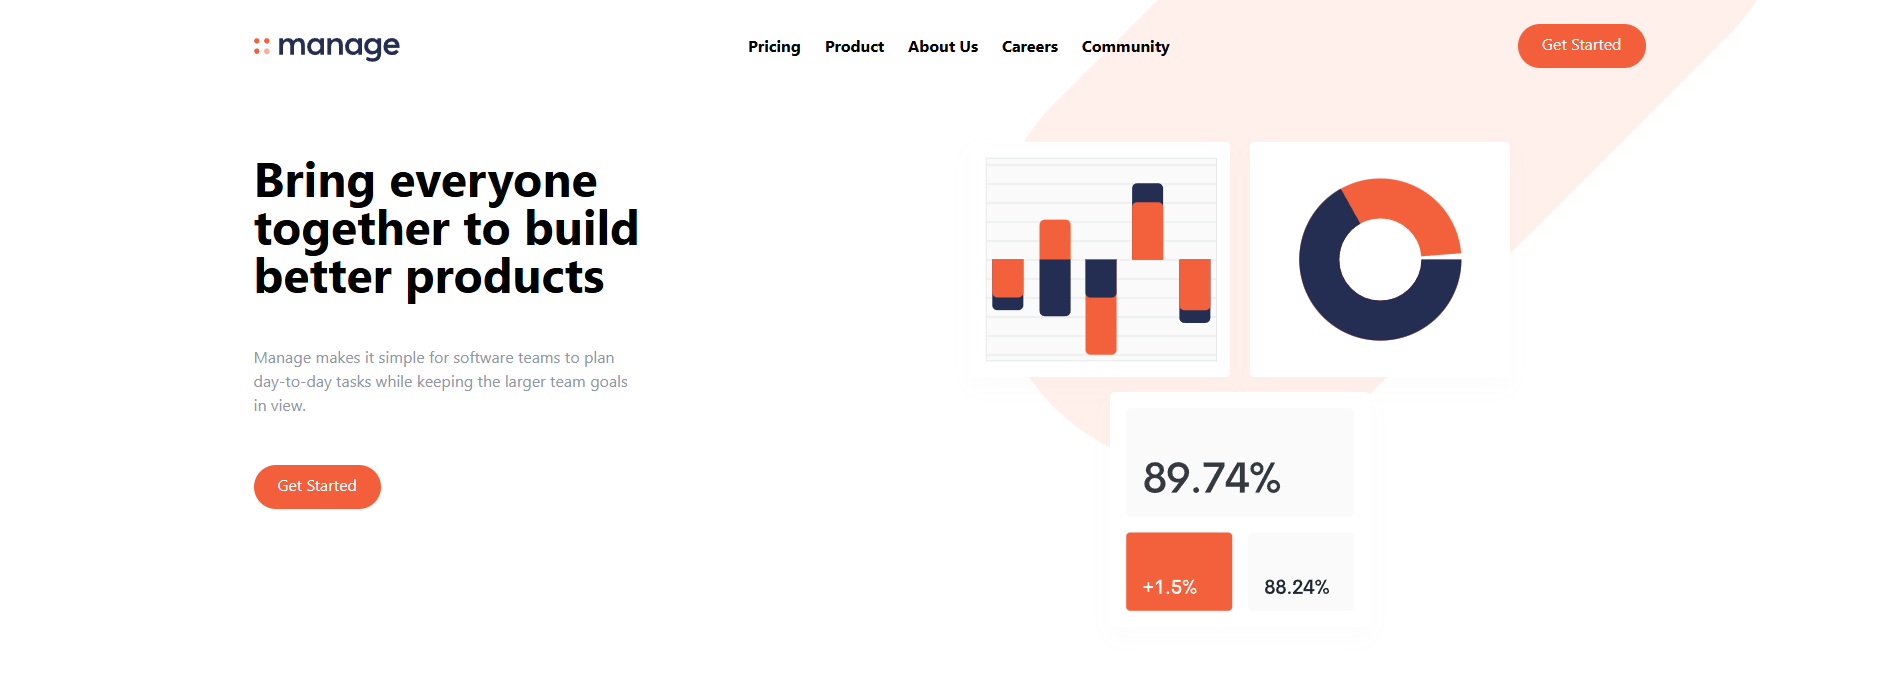 manage
Pricing Product About Us Careers Community
Get Started
Bring everyone
together to build
better products
Manage makes it simple for software teams to plan
day-to-day tasks while keeping the larger team goals
in view.
Get Started
89.74%
+1.5% 88.24%